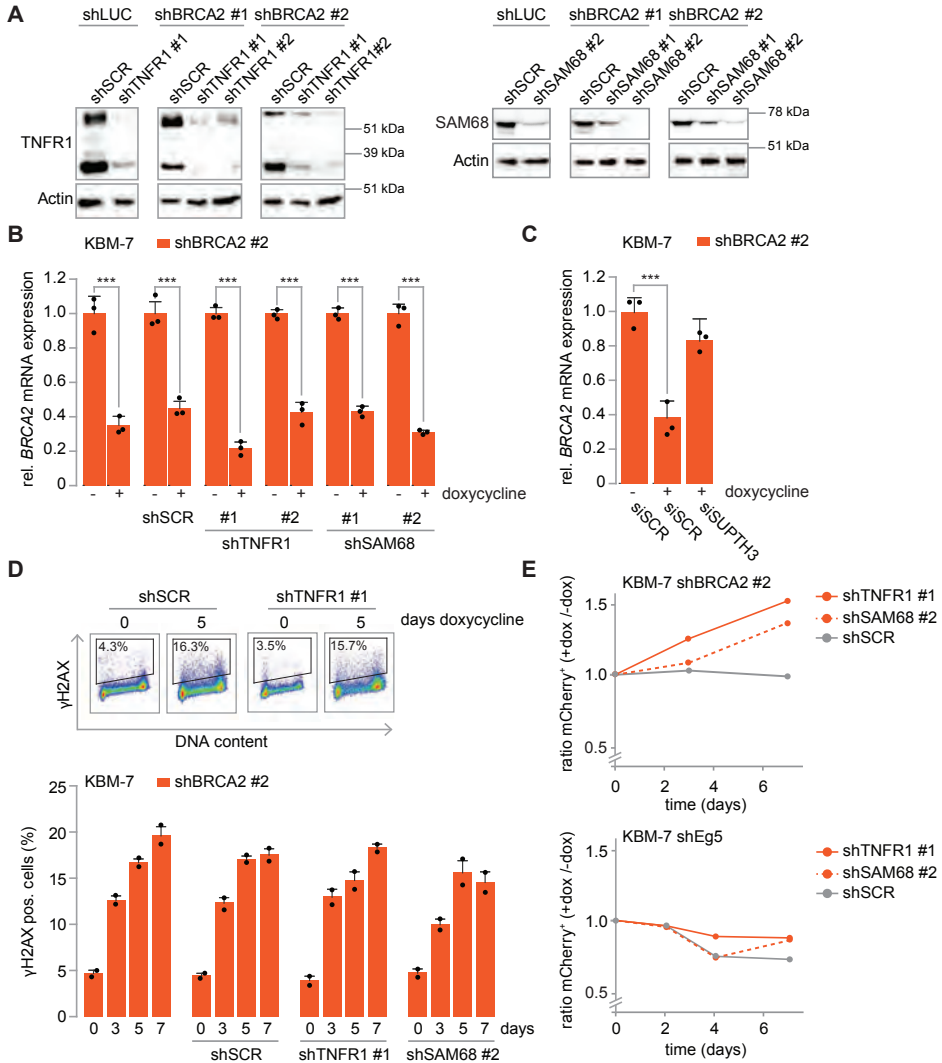 A
shLUC
shBRCA2 #1
shBRCA2 #2
shSCR
shTNFR1 #1
shSCR
shTNFR1 #1
shTNFR1 #2
shSCR
shTNFR1 #1
shTNFR1#2
TNFR1
51 kDa
39 kDa
Actin
51 kDa
shLUC
shBRCA2 #1
shBRCA2 #2
shSCR
shSAM68 #2
shSCR
shSAM68 #1
shSAM68 #2
shSCR
shSAM68 #1
shSAM68 #2
SAM68
78 kDa
Actin
51 kDa
B
KBM-7
shBRCA2 #2
rel. BRCA2 mRNA expression
1.2
1.0
0.8
0.6
0.4
0.2
0
*** *** *** *** *** ***
- + - + - + - + - + - + doxycycline
shSCR #1 #2 #1 #2
shTNFR1 shSAM68
C
KBM-7
shBRCA2 #2
rel. BRCA2 mRNA expression
1.2
1.0
0.8
0.6
0.4
0.2
0
***
- + + doxycycline
siSCR
siSCR
siSUPTH3
D
shSCR shTNFR1 #1
0 5 0 5 days doxycycline
4.3% 16.3% 3.5% 15.7%
γH2AX
DNA content
KBM-7
shBRCA2 #2
γH2AX pos. cells (%)
25
20
15
10
5
0
0 3 5 7 0 3 5 7 0 3 5 7 0 3 5 7 days
shSCR shTNFR1 #1 shSAM68 #2
E
KBM-7 shBRCA2 #2
ratio mCherry⁺ (+dox /-dox)
1.5
1.0
0.5
0 2 4 6
time (days)
shTNFR1 #1
shSAM68 #2
shSCR
KBM-7 shEg5
ratio mCherry⁺ (+dox /-dox)
1.5
1.0
0.5
0 2 4 6
time (days)
shTNFR1 #1
shSAM68 #2
shSCR